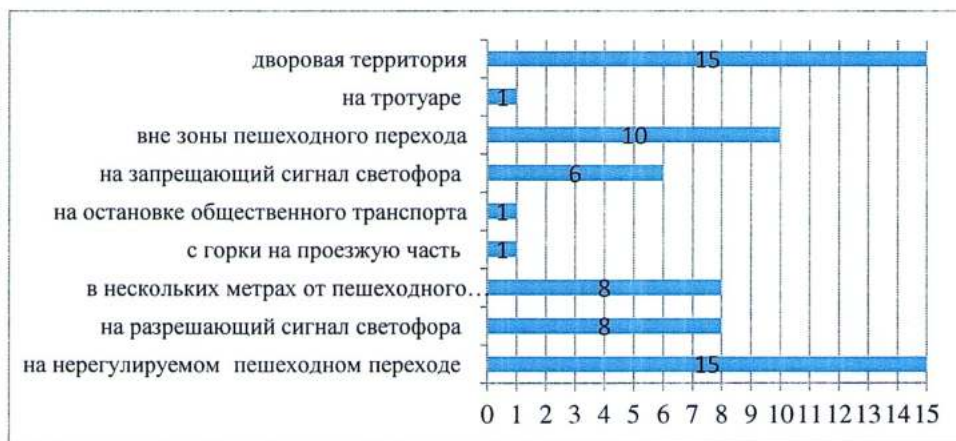 дворовая территория 15
на тротуаре 1
вне зоны пешеходного перехода 10
на запрещающий сигнал светофора 6
на остановке общественного транспорта 1
с горки на проезжую часть 1
в нескольких метрах от пешеходного… 8
на разрешающий сигнал светофора 8
на нерегулируемом пешеходном переходе 15
0 1 2 3 4 5 6 7 8 9 10 11 12 13 14 15